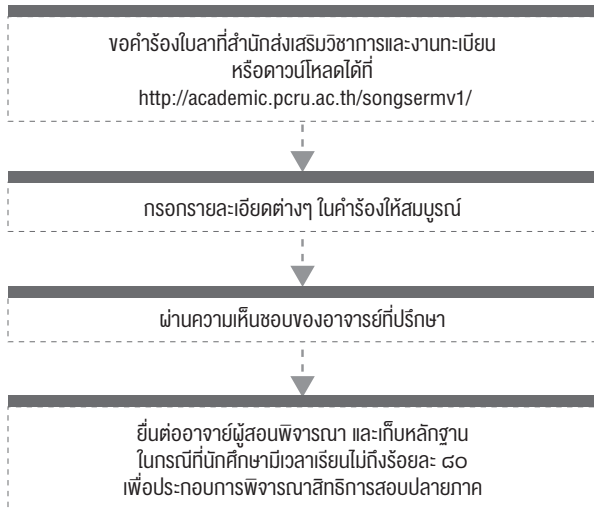 ขอคำร้องใบลาที่สำนักส่งเสริมวิชาการและงานทะเบียน
หรือดาวน์โหลดได้ที่
http://academic.pcru.ac.th/songsermv1/
กรอกรายละเอียดต่างๆ ในคำร้องให้สมบูรณ์
ผ่านความเห็นชอบของอาจารย์ที่ปรึกษา
ยื่นต่ออาจาย์ผู้สอนพิจารณา และเก็บหลักฐาน
ในกรณีที่นักศึกษามีเวลาเรียนไม่ถึงร้อยละ ๘๐
เพื่อประกอบการพิจารณาสิทธิการสอบปลายภาค